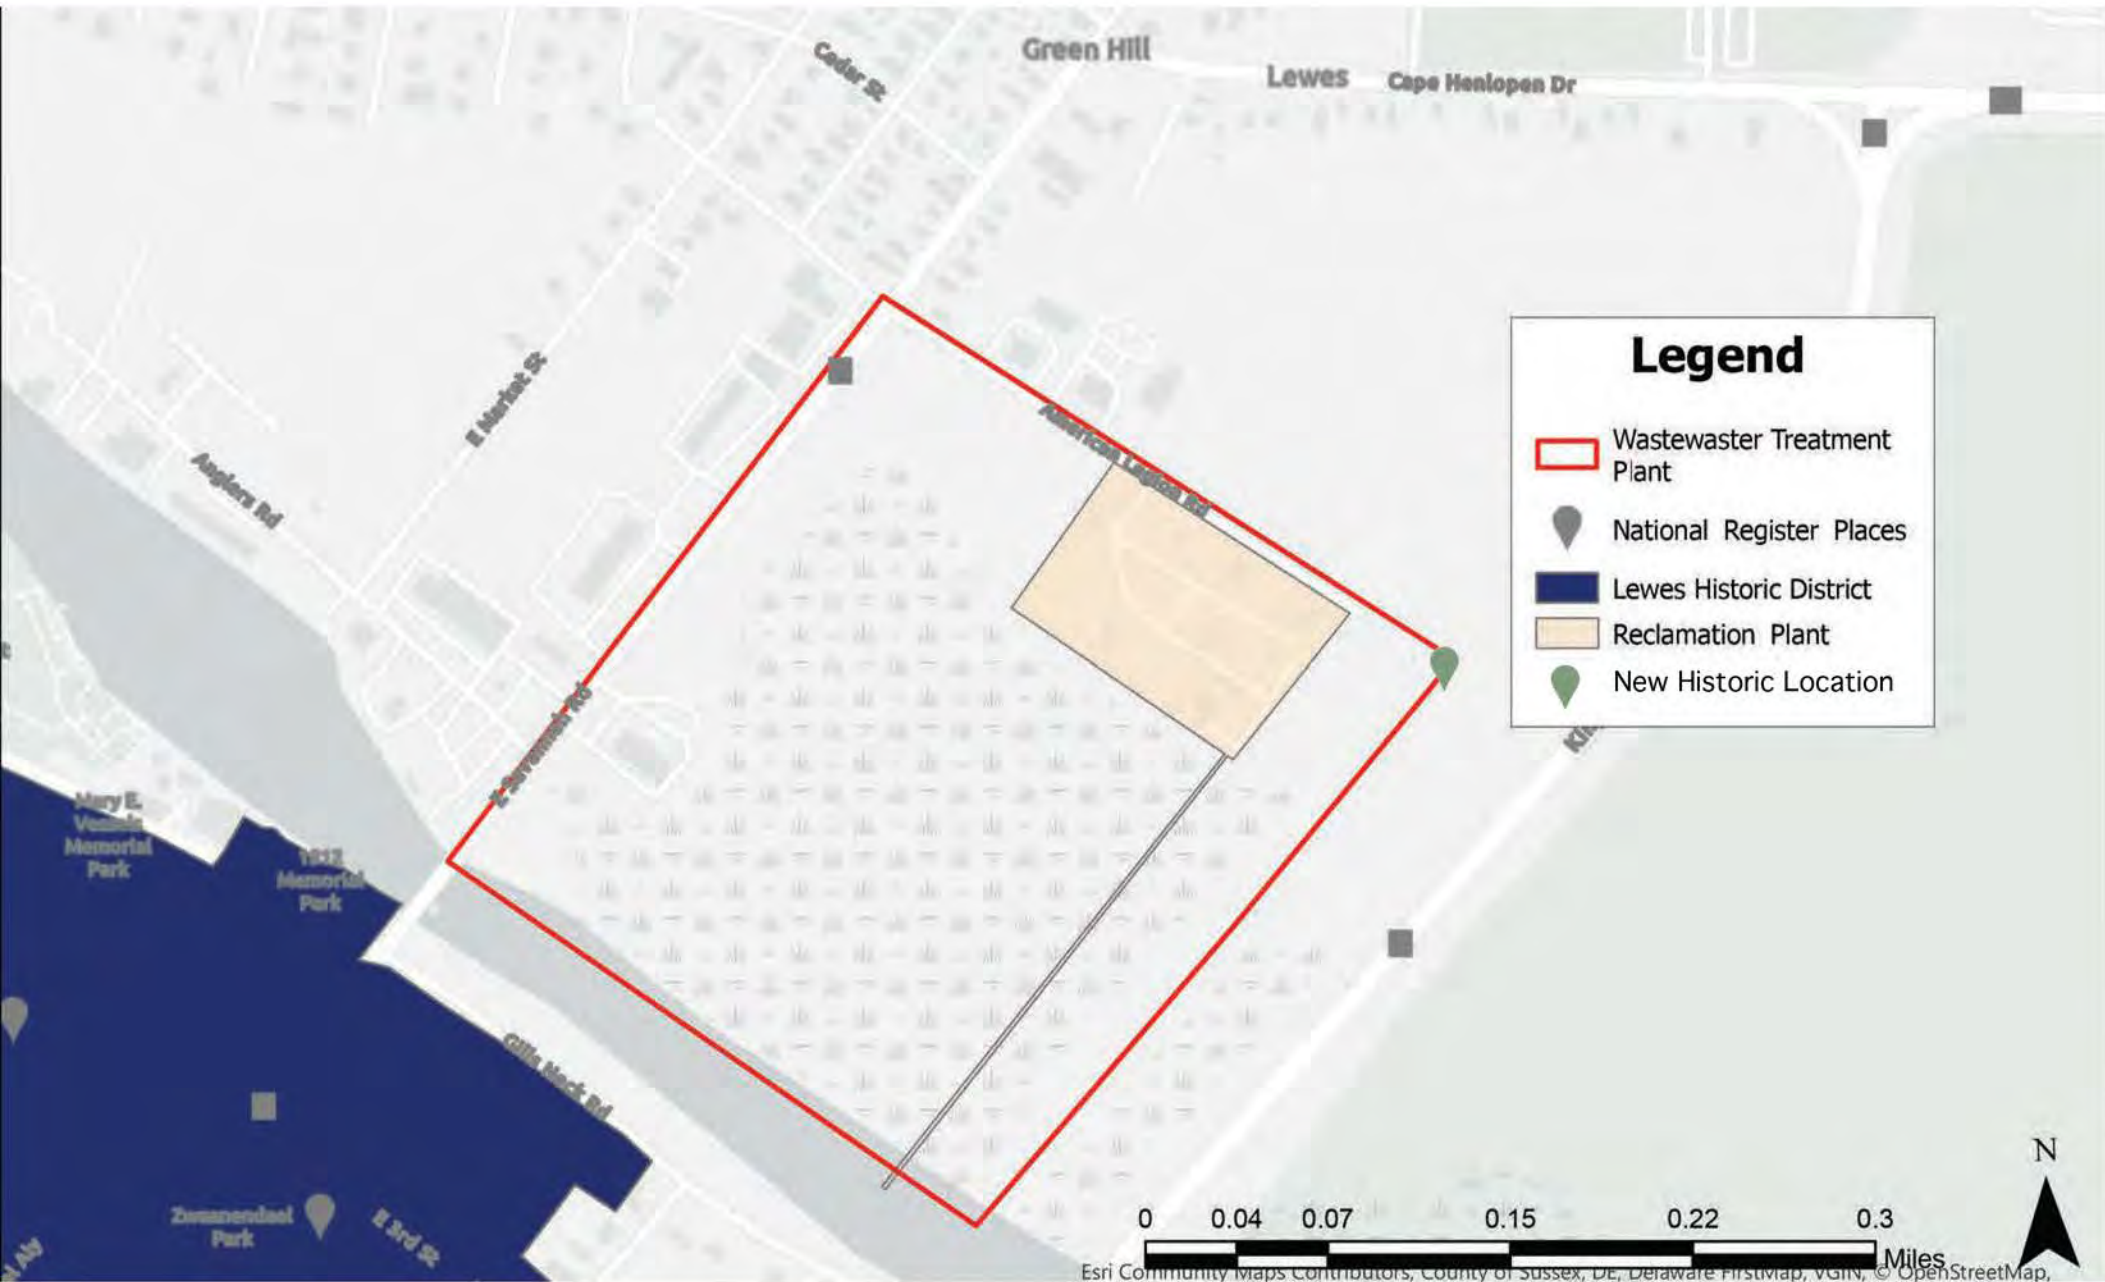 Green Hill
Cedar St
Lewes
Cape Henlopen Dr
E Market St
Anglers Rd
American Legion Rd
Legend
Wastewaster Treatment
Plant
National Register Places
Lewes Historic District
Reclamation Plant
New Historic Location
E Savannah Rd
Mary E.
Vessels
Memorial
Park
1812
Memorial
Park
Gills Neck Rd
Zwaanendael
Park
E 3rd St
N
0 0.04 0.07 0.15 0.22 0.3
Miles
Esri Community Maps Contributors, County of Sussex, DE, Delaware FirstMap, VGIN, © OpenStreetMap,